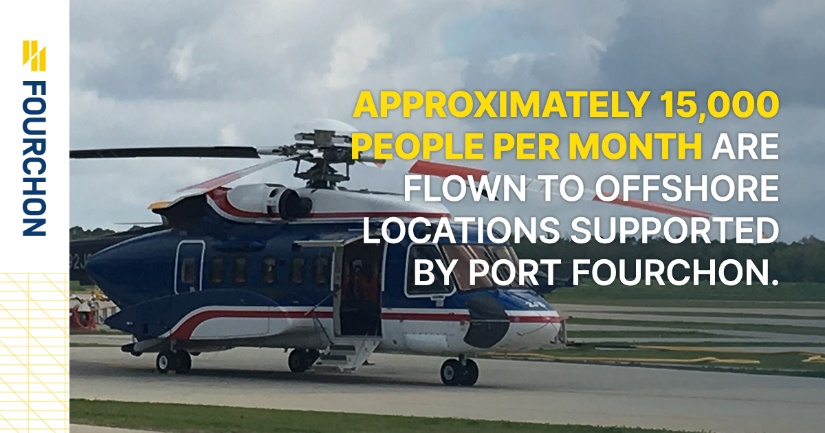 FOURCHON
APPROXIMATELY 15,000
PEOPLE PER MONTH ARE
FLOWN TO OFFSHORE
LOCATIONS SUPPORTED
BY PORT FOURCHON.